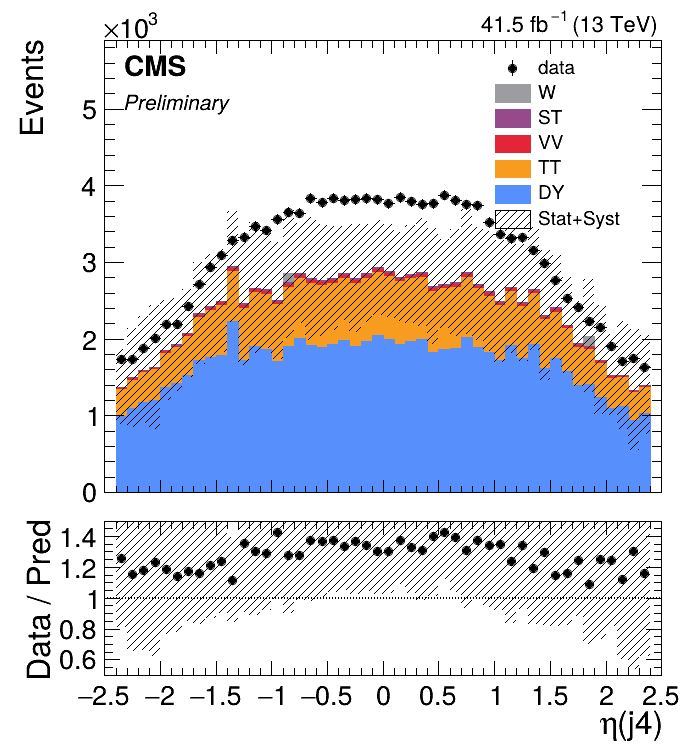 ×10³
41.5 fb⁻¹ (13 TeV)
Events
CMS
Preliminary
data
W
ST
VV
TT
DY
Stat+Syst
5
4
3
2
1
0
Data / Pred
1.4
1.2
1
0.8
0.6
−2.5 −2 −1.5 −1 −0.5 0 0.5 1 1.5 2 2.5
η(j4)